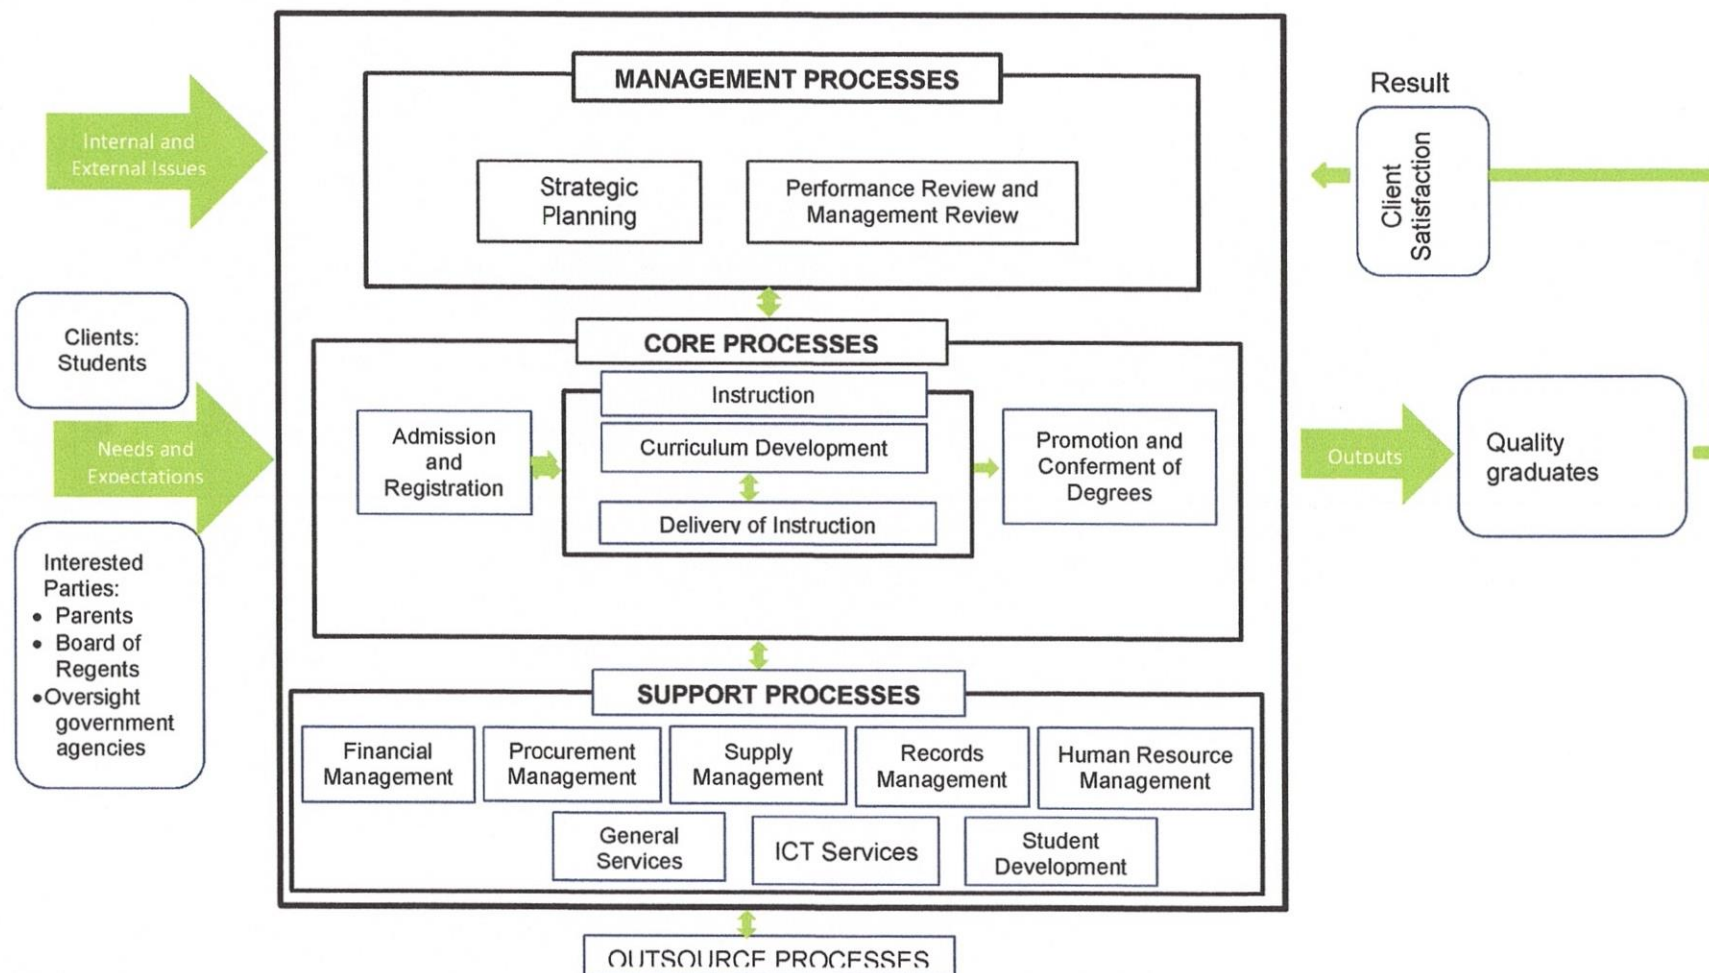 MANAGEMENT PROCESSES
Result
Internal and
External Issues
Strategic
Planning
Performance Review and
Management Review
Client
Satisfaction
Clients:
Students
CORE PROCESSES
Instruction
Admission
and
Registration
Curriculum Development
Delivery of Instruction
Promotion and
Conferment of
Degrees
Needs and
Expectations
Outputs
Quality
graduates
Interested
Parties:
• Parents
• Board of
Regents
•Oversight
government
agencies
SUPPORT PROCESSES
Financial
Management
Procurement
Management
Supply
Management
Records
Management
Human Resource
Management
General
Services
ICT Services
Student
Development
OUTSOURCE PROCESSES